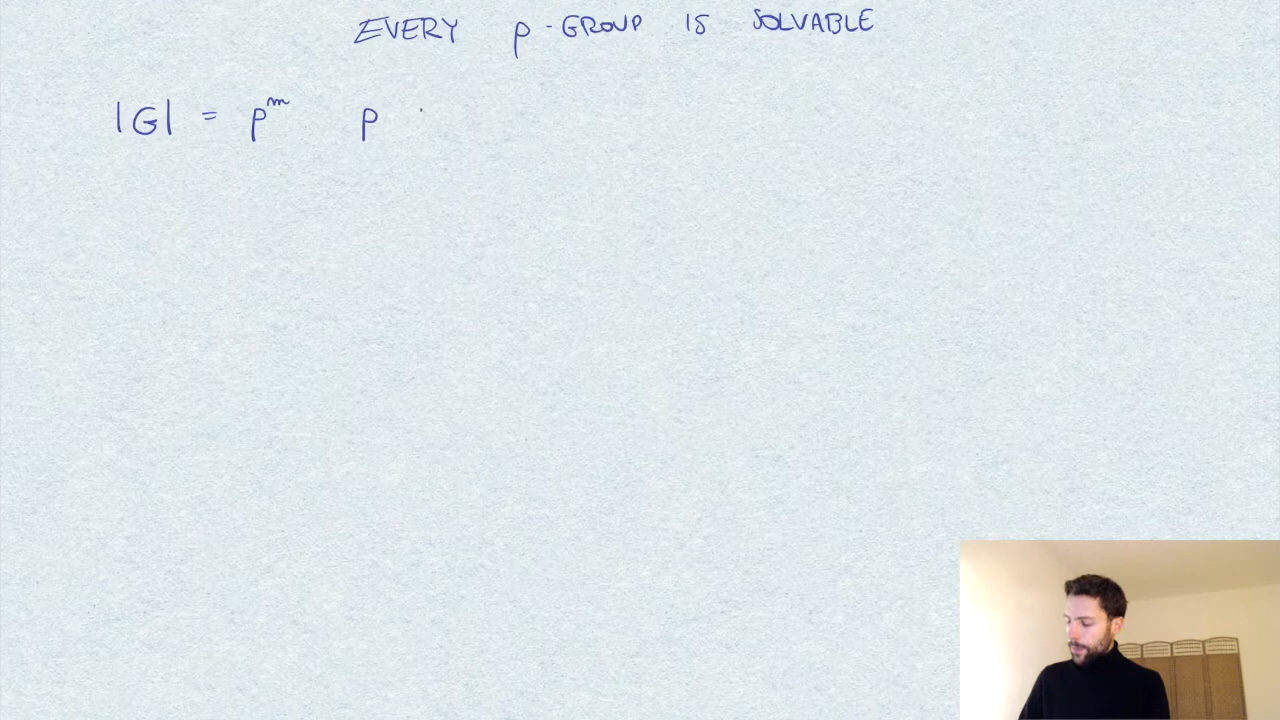 EVERY p-GROUP IS SOLVABLE
|G| = p^m p